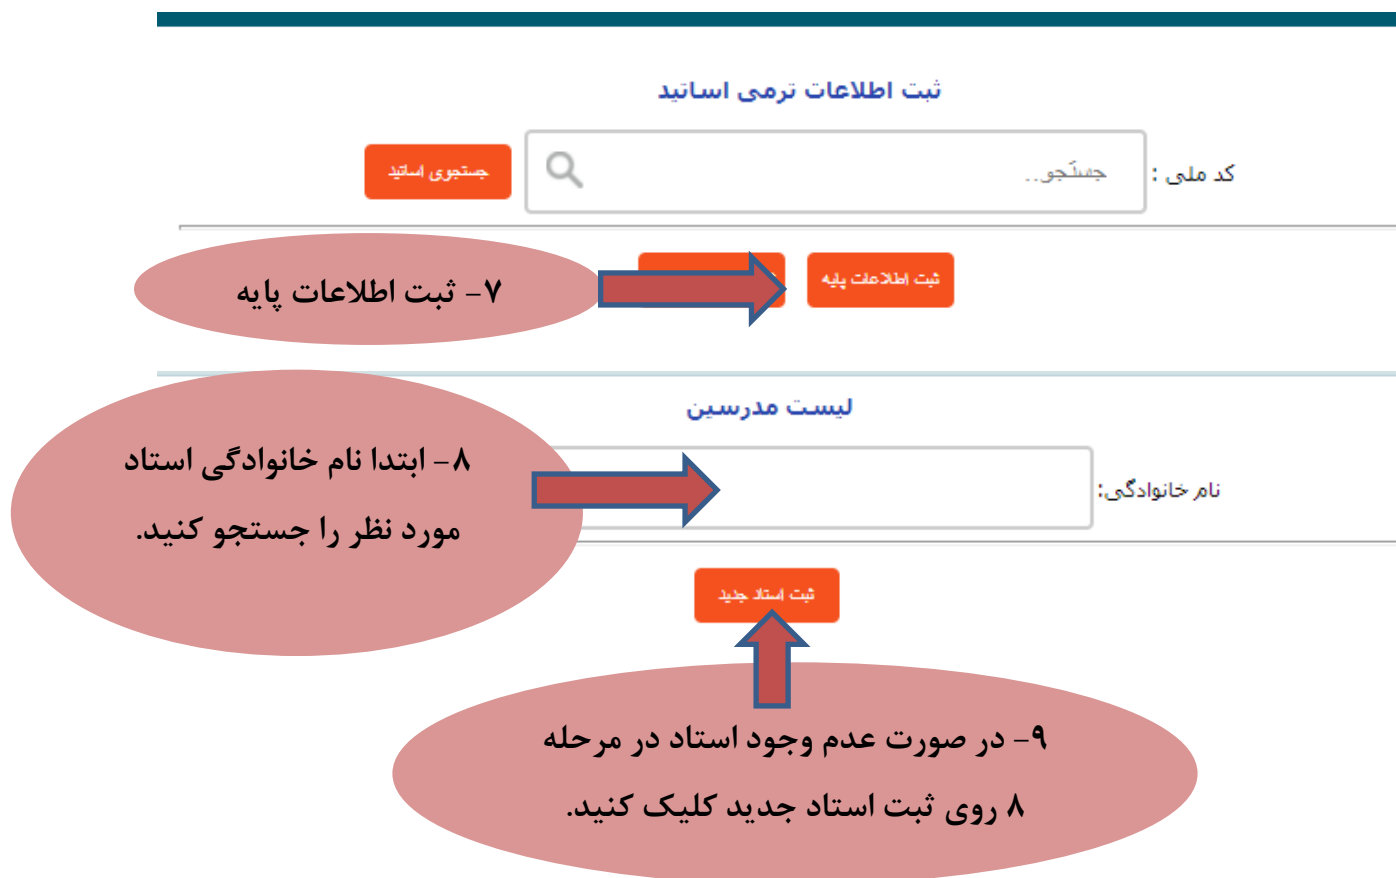 ثبت اطلاعات ترمی اساتید
کد ملی :
جستجو..
جستجوی اساتید
ثبت اطلاعات پایه
۷- ثبت اطلاعات پایه
لیست مدرسین
نام خانوادگی:
۸- ابتدا نام خانوادگی استاد
مورد نظر را جستجو کنید.
ثبت استاد جدید
۹- در صورت عدم وجود استاد در مرحله
۸ روی ثبت استاد جدید کلیک کنید.